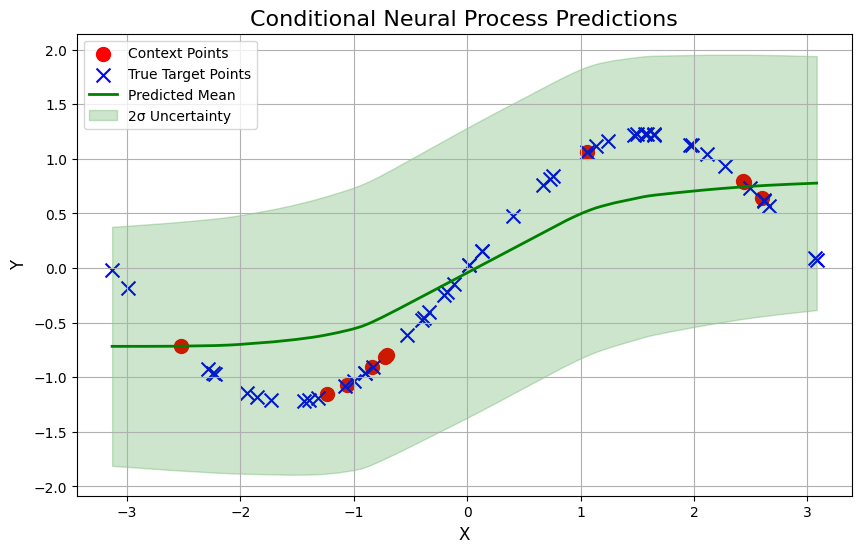 Conditional Neural Process Predictions
Context Points
True Target Points
Predicted Mean
2σ Uncertainty
Y
2.0
1.5
1.0
0.5
0.0
−0.5
−1.0
−1.5
−2.0
−3
−2
−1
0
1
2
3
X